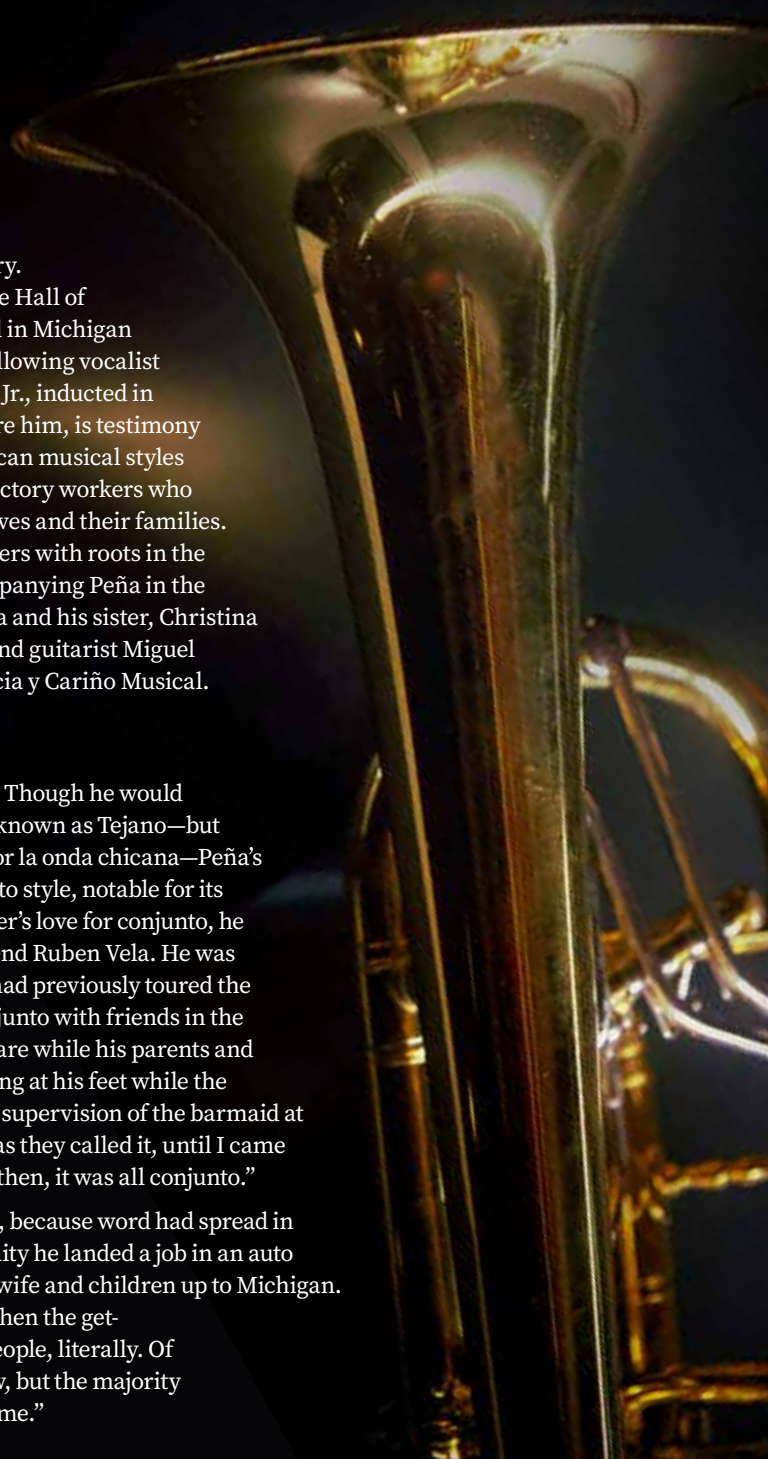 ry.
e Hall of
l in Michigan
llowing vocalist
Jr., inducted in
re him, is testimony
can musical styles
ctory workers who
ves and their families.
ers with roots in the
panying Peña in the
a and his sister, Christina
nd guitarist Miguel
cia y Cariño Musical.
Though he would
known as Tejano—but
or la onda chicana—Peña’s
to style, notable for its
er’s love for conjunto, he
end Ruben Vela. He was
had previously toured the
junto with friends in the
are while his parents and
ng at his feet while the
supervision of the barmaid at
as they called it, until I came
then, it was all conjunto.”
, because word had spread in
ity he landed a job in an auto
wife and children up to Michigan.
hen the get-
eople, literally. Of
w, but the majority
me.”